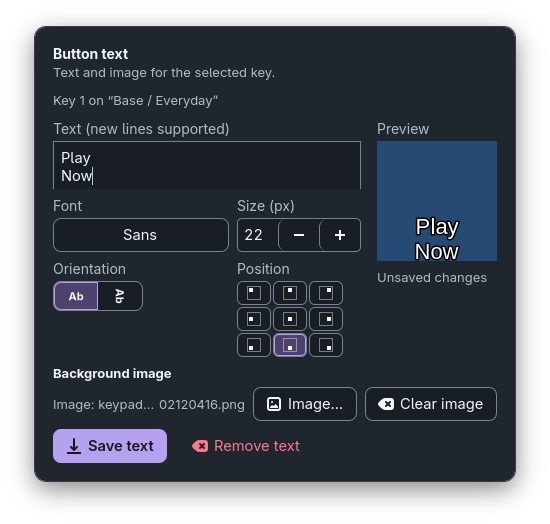 Button text
Text and image for the selected key.
Key 1 on “Base / Everyday”
Text (new lines supported)
Preview
Play
Now
Play
Now
Font
Size (px)
Sans
22
Orientation
Position
Unsaved changes
Ab
Ab
Background image
Image: keypad... 02120416.png
Image...
Clear image
Save text
Remove text